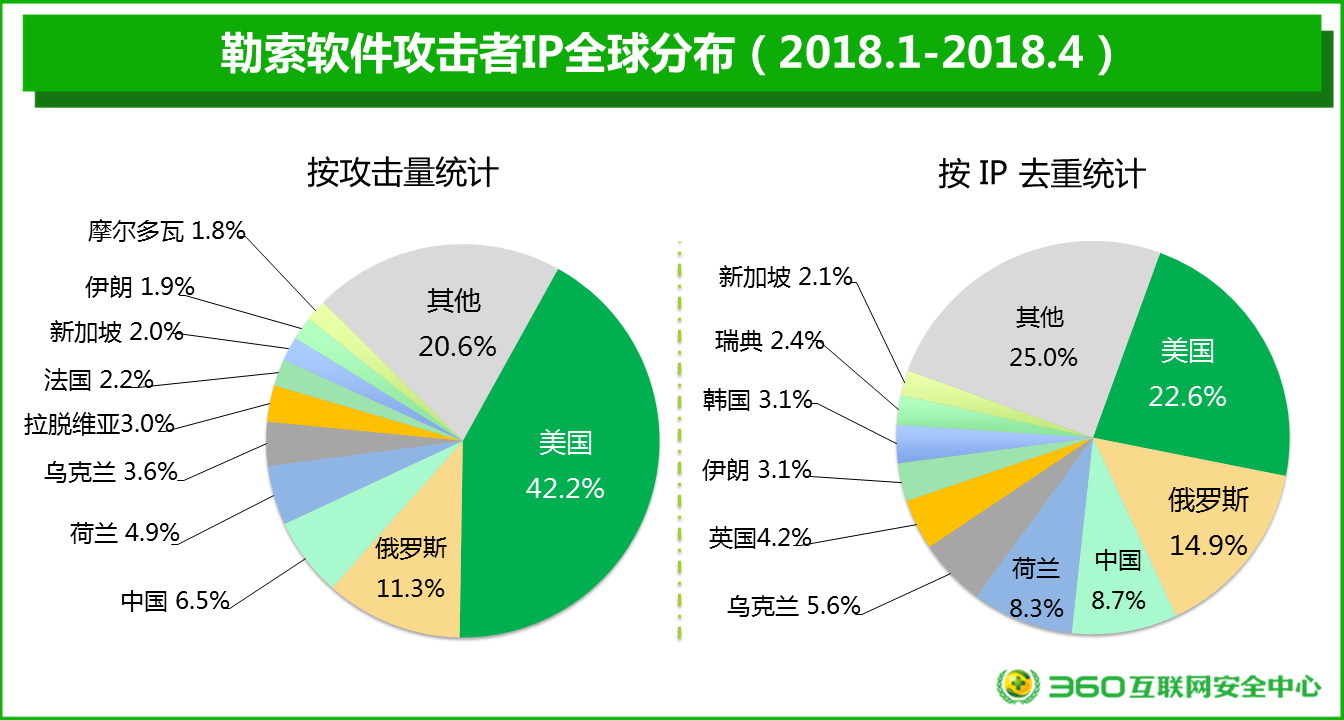 勒索软件攻击者IP全球分布（2018.1-2018.4）
按攻击量统计
摩尔多瓦 1.8%
伊朗 1.9%
新加坡 2.0%
法国 2.2%
拉脱维亚3.0%
乌克兰 3.6%
荷兰 4.9%
中国 6.5%
俄罗斯
11.3%
美国
42.2%
其他
20.6%
按 IP 去重统计
新加坡 2.1%
瑞典 2.4%
韩国 3.1%
伊朗 3.1%
英国4.2%
乌克兰 5.6%
荷兰
8.3%
中国
8.7%
俄罗斯
14.9%
美国
22.6%
其他
25.0%
360互联网安全中心